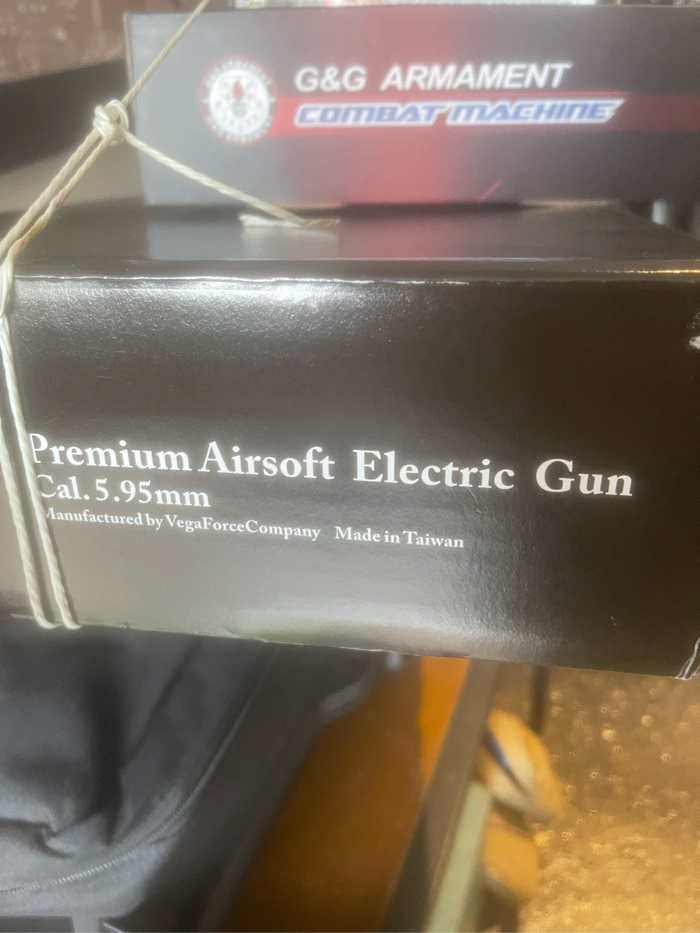 G&G ARMAMENT
COMBAT MACHINE
Premium Airsoft Electric Gun
Cal. 5.95mm
Manufactured by VegaForceCompany Made in Taiwan